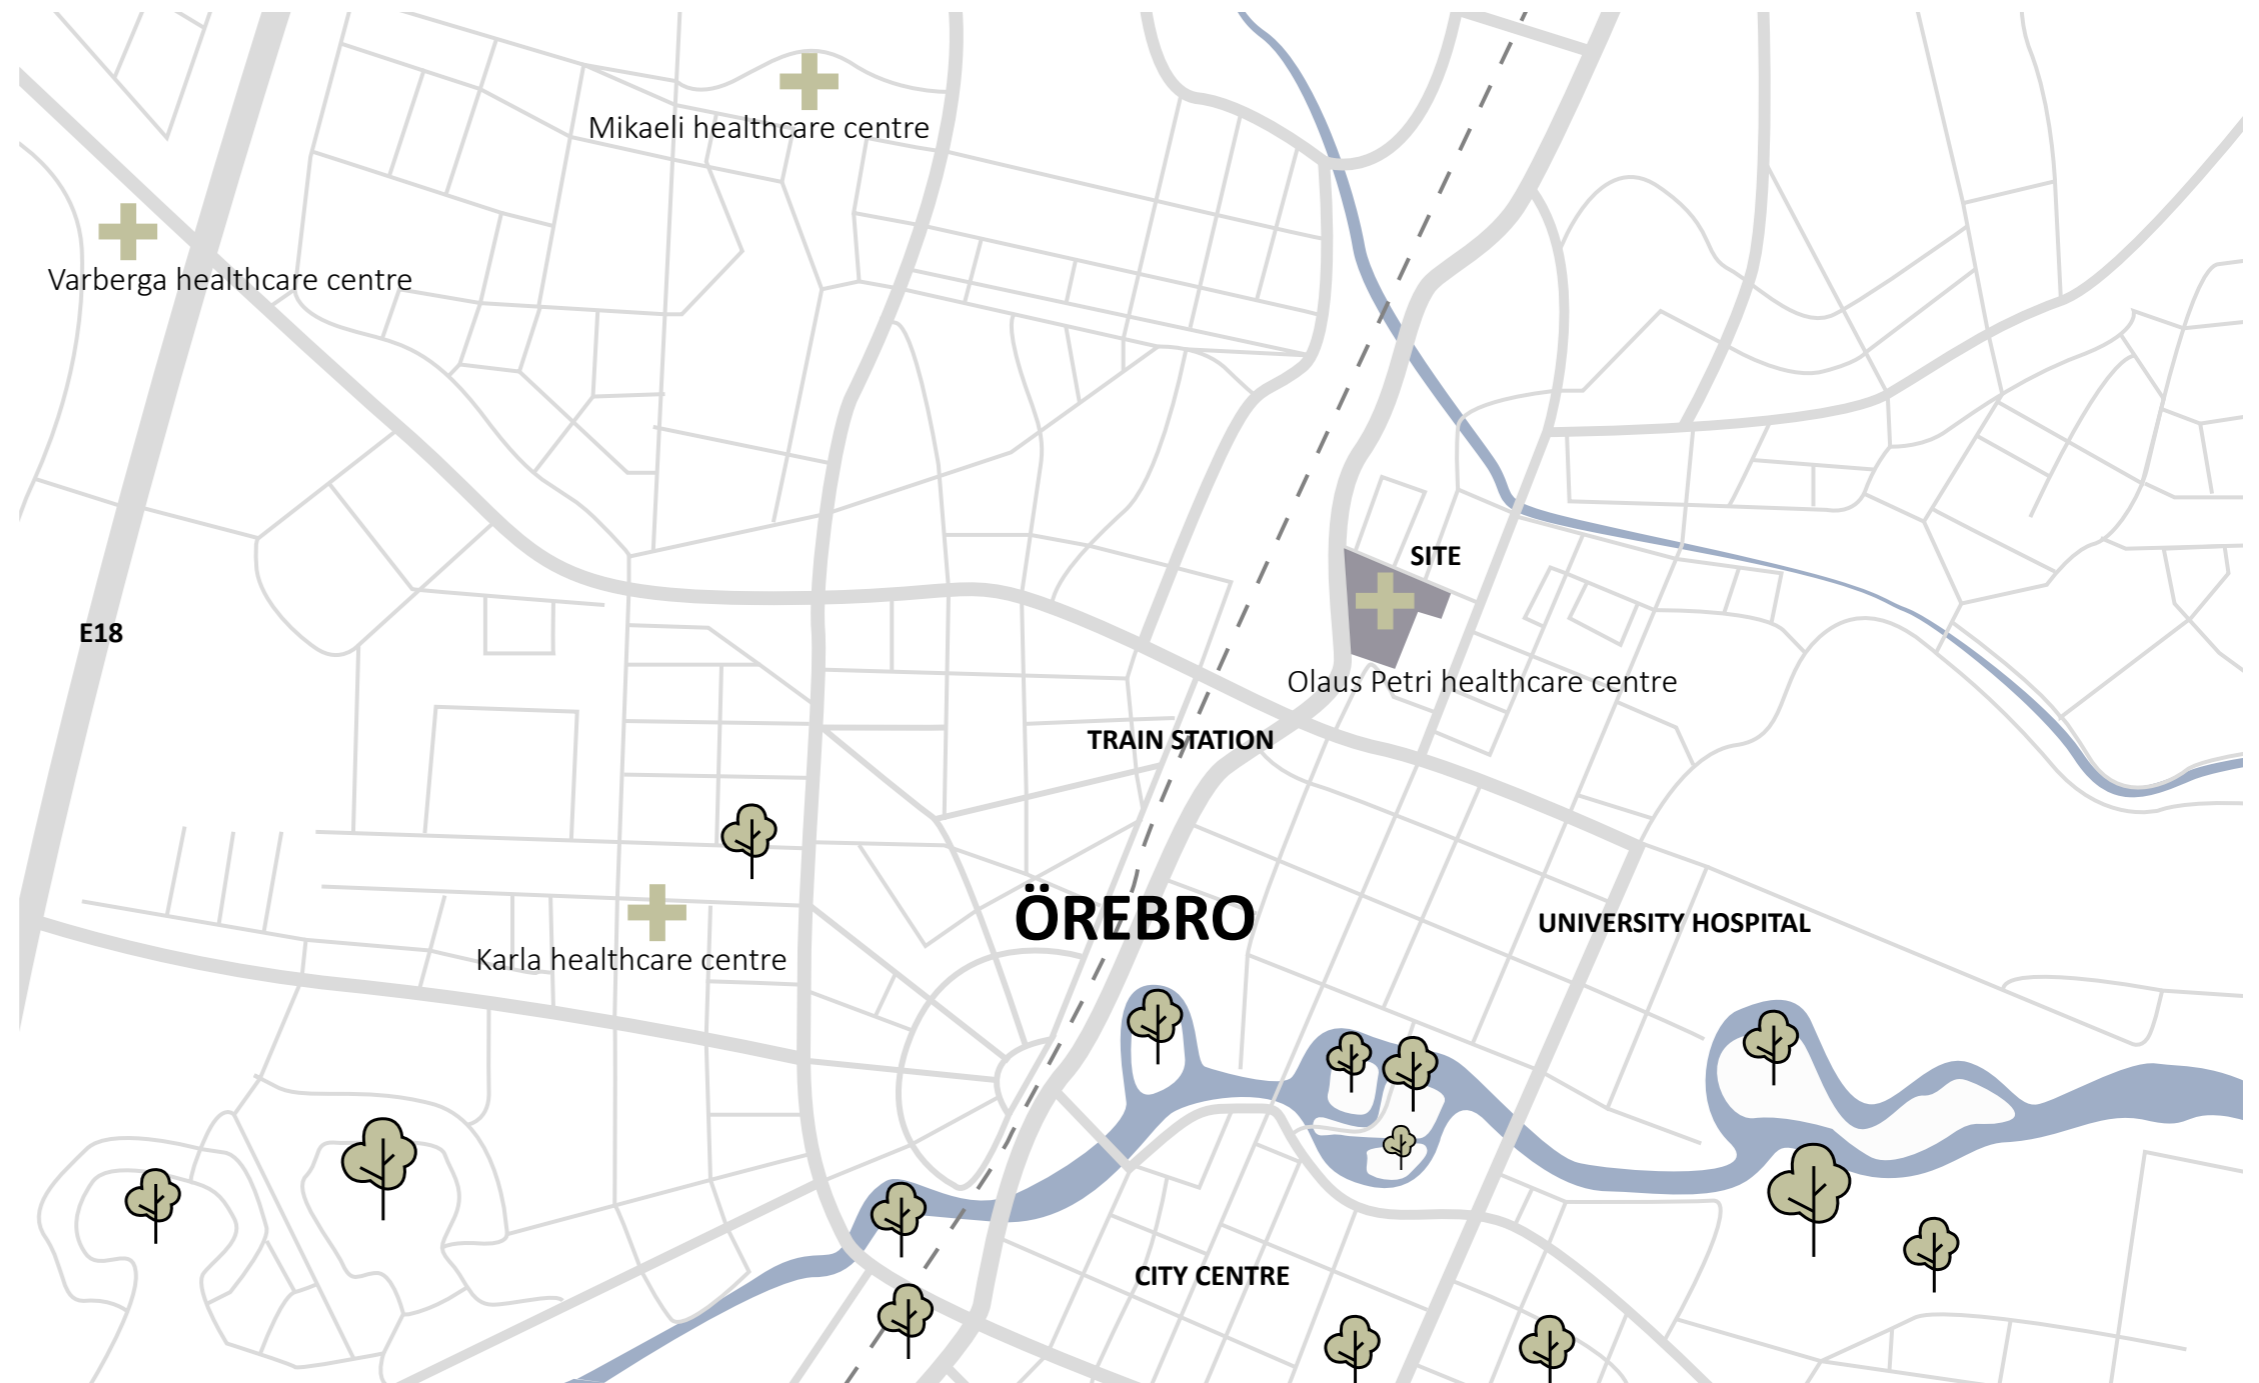 Mikaeli healthcare centre
Varberga healthcare centre
SITE
E18
Olaus Petri healthcare centre
TRAIN STATION
ÖREBRO
UNIVERSITY HOSPITAL
Karla healthcare centre
CITY CENTRE